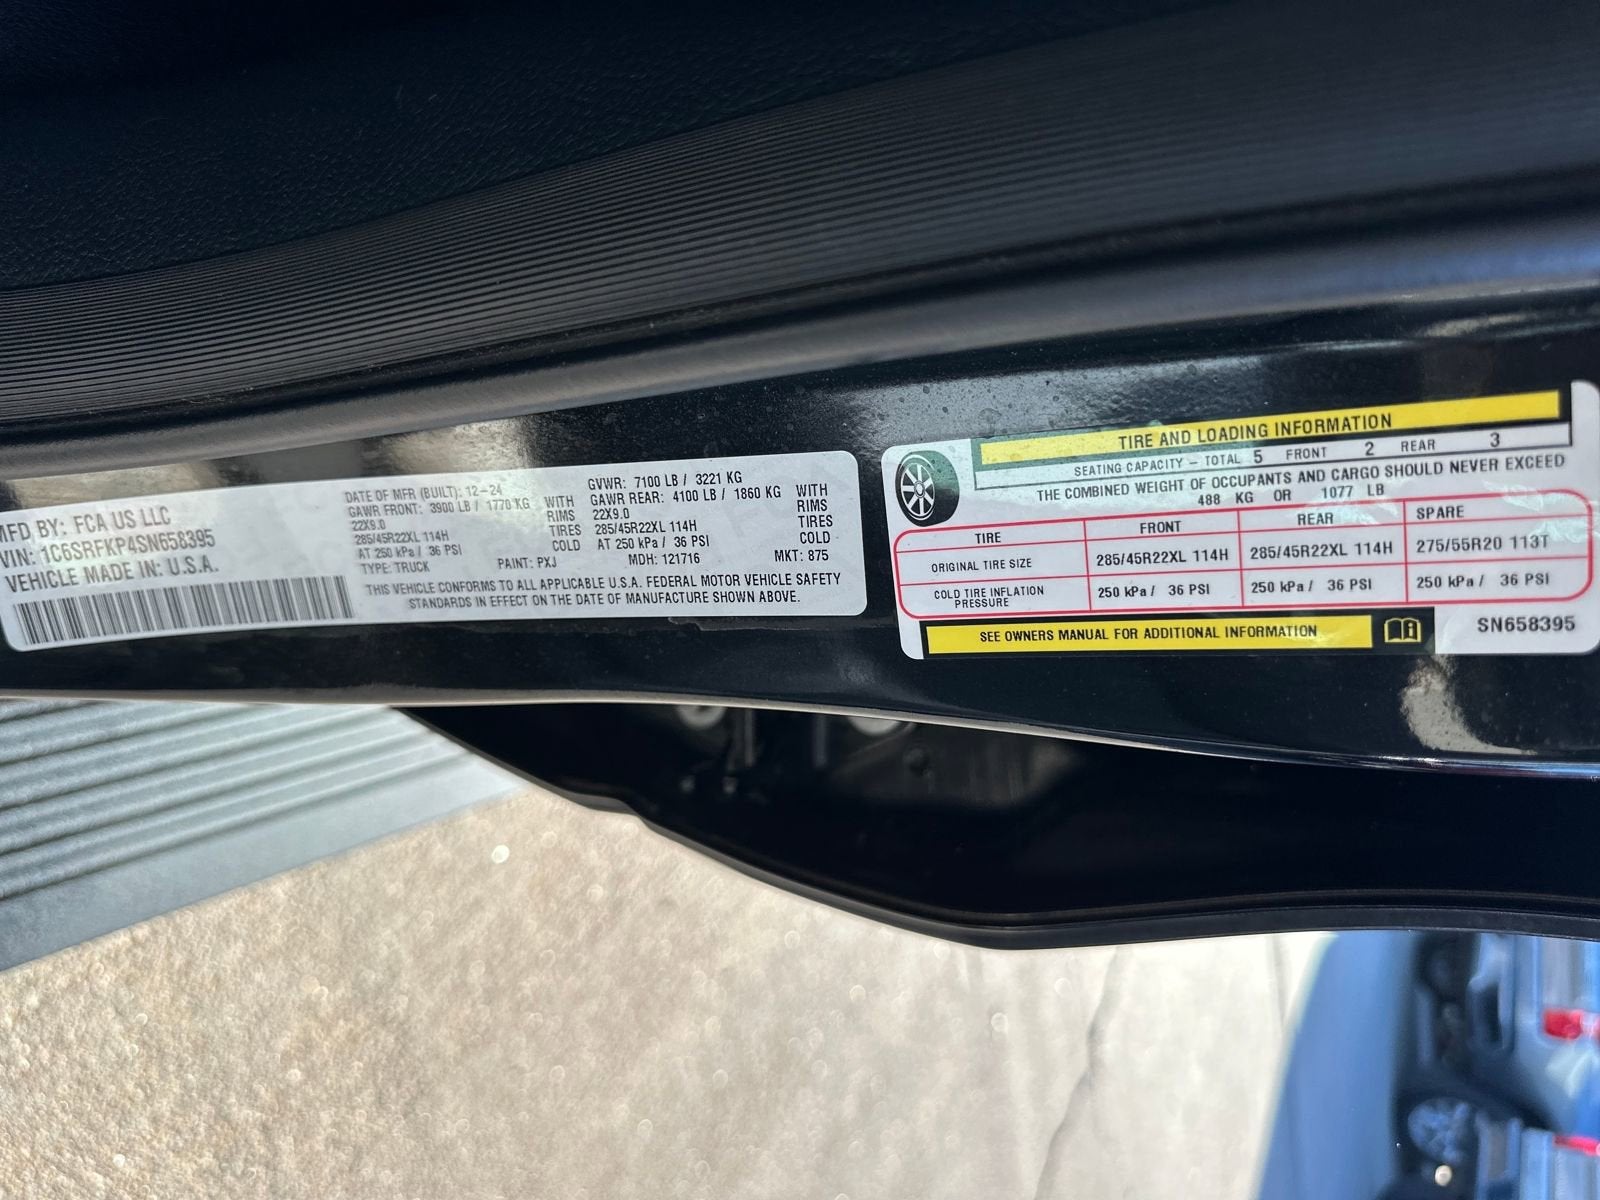 MFD BY: FCA US LLC
VIN: 1C6SRFKP4SN658395
VEHICLE MADE IN: U.S.A.
DATE OF MFR (BUILT): 12-24
GAWR FRONT: 3900 LB / 1770 KG WITH
22X9.0 RIMS
285/45R22XL 114H TIRES
AT 250 kPa / 36 PSI COLD
TYPE: TRUCK PAINT: PXJ
GVWR: 7100 LB / 3221 KG
GAWR REAR: 4100 LB / 1860 KG WITH
22X9.0 RIMS
285/45R22XL 114H TIRES
AT 250 kPa / 36 PSI COLD
MDH: 121716 MKT: 875
THIS VEHICLE CONFORMS TO ALL APPLICABLE U.S.A. FEDERAL MOTOR VEHICLE SAFETY
STANDARDS IN EFFECT ON THE DATE OF MANUFACTURE SHOWN ABOVE.
TIRE AND LOADING INFORMATION
SEATING CAPACITY – TOTAL 5 FRONT 2 REAR 3
THE COMBINED WEIGHT OF OCCUPANTS AND CARGO SHOULD NEVER EXCEED
488 KG OR 1077 LB
TIRE FRONT REAR SPARE
ORIGINAL TIRE SIZE 285/45R22XL 114H 285/45R22XL 114H 275/55R20 113T
COLD TIRE INFLATION
PRESSURE 250 kPa / 36 PSI 250 kPa / 36 PSI 250 kPa / 36 PSI
SEE OWNERS MANUAL FOR ADDITIONAL INFORMATION
SN658395